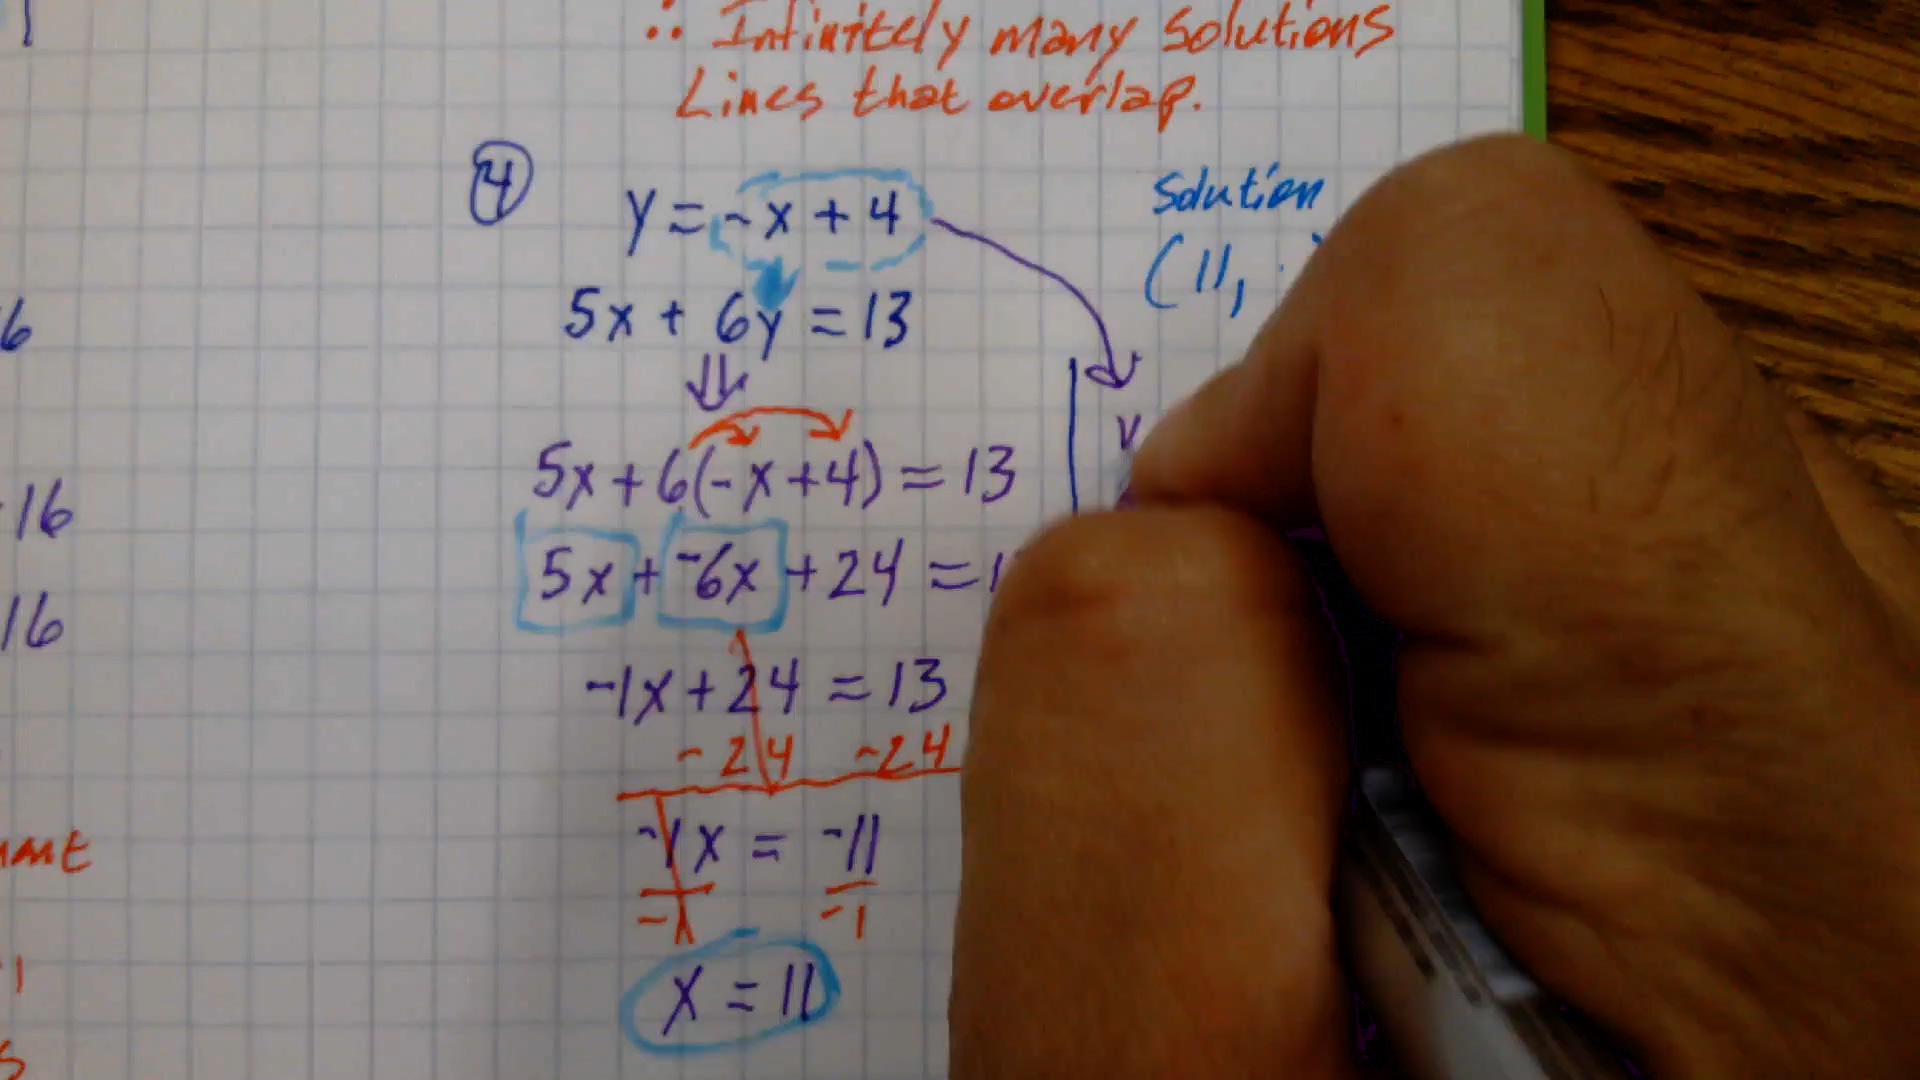 ∴ Infinitely many solutions
Lines that overlap.
④
y = -x + 4
5x + 6y = 13
5x + 6(-x + 4) = 13
5x + -6x + 24 = 1
-1x + 24 = 13
-24 -24
-1x = -11
-1 -1
x = 11
Solution
(11,
y
6
-16
16